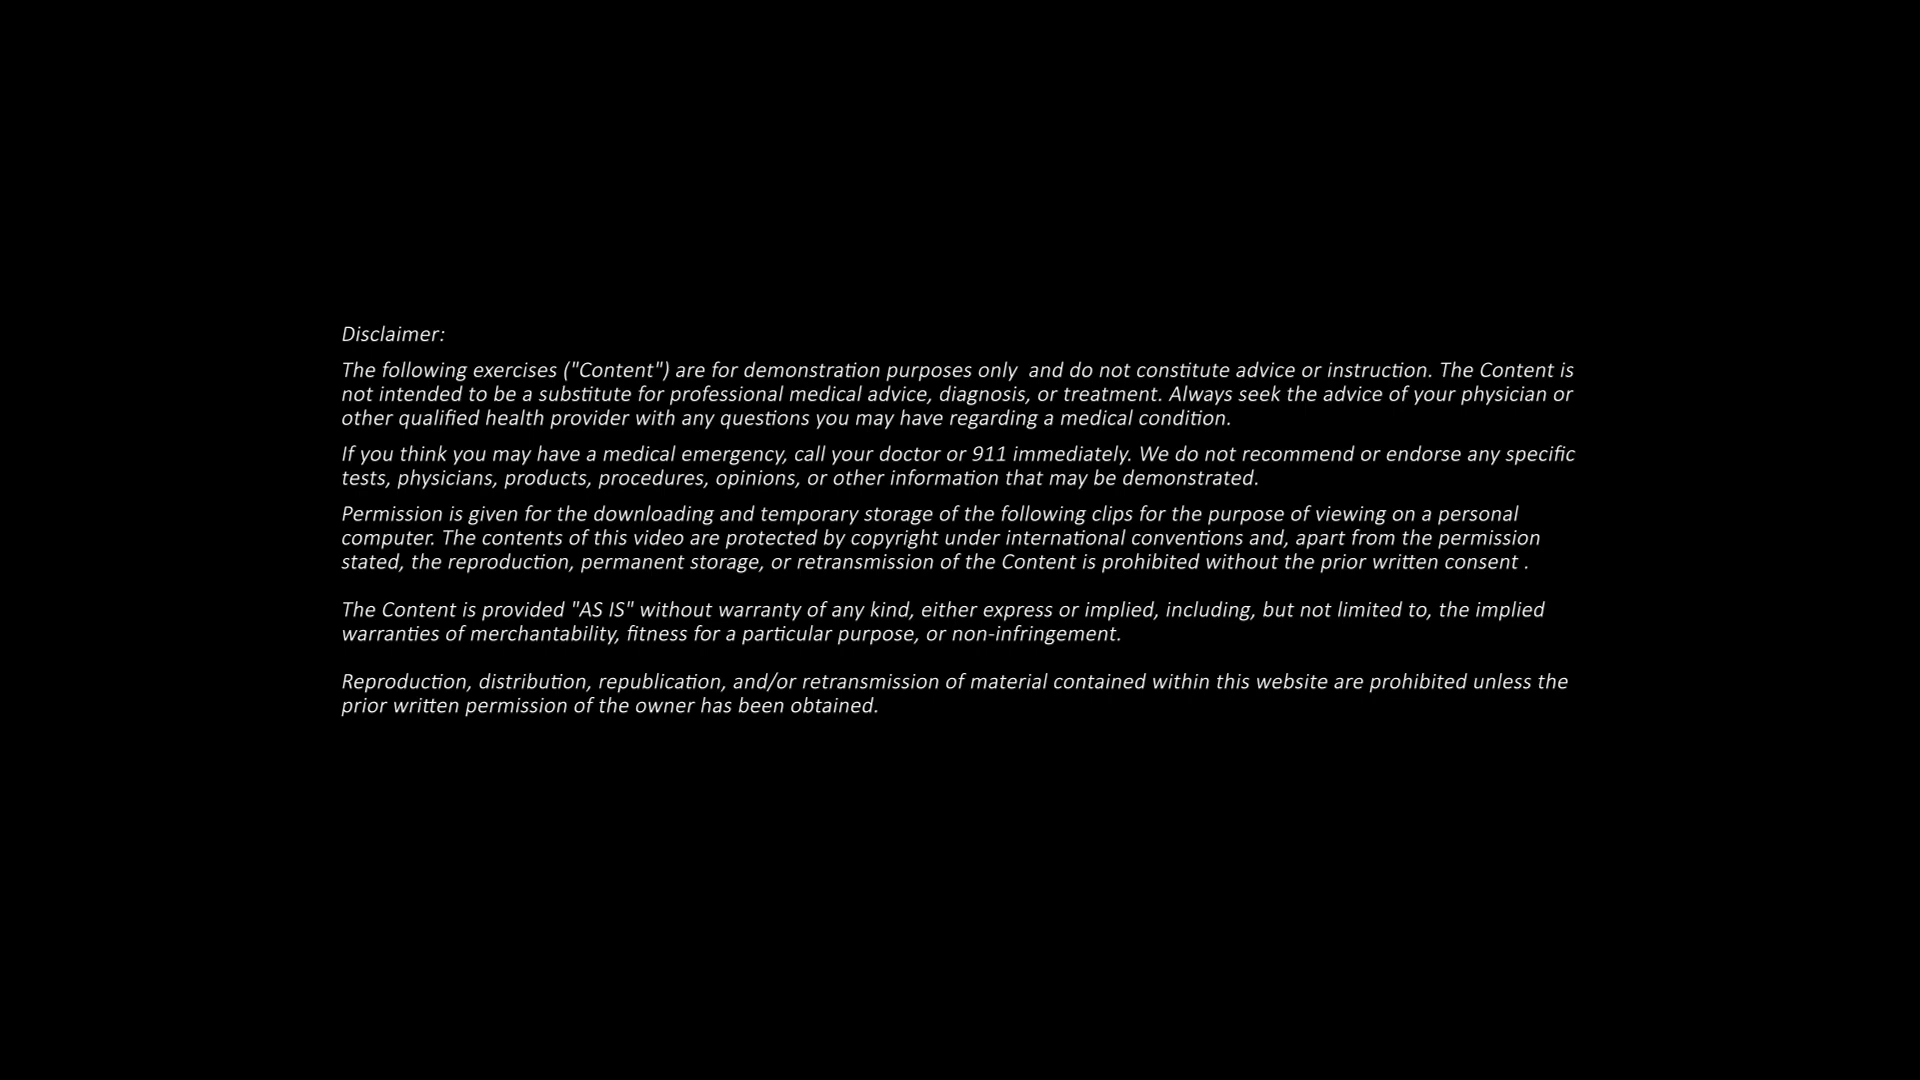 Disclaimer:
The following exercises ("Content") are for demonstration purposes only  and do not constitute advice or instruction. The Content is
not intended to be a substitute for professional medical advice, diagnosis, or treatment. Always seek the advice of your physician or
other qualified health provider with any questions you may have regarding a medical condition.
If you think you may have a medical emergency, call your doctor or 911 immediately. We do not recommend or endorse any specific
tests, physicians, products, procedures, opinions, or other information that may be demonstrated.
Permission is given for the downloading and temporary storage of the following clips for the purpose of viewing on a personal
computer. The contents of this video are protected by copyright under international conventions and, apart from the permission
stated, the reproduction, permanent storage, or retransmission of the Content is prohibited without the prior written consent .
The Content is provided "AS IS" without warranty of any kind, either express or implied, including, but not limited to, the implied
warranties of merchantability, fitness for a particular purpose, or non-infringement.
Reproduction, distribution, republication, and/or retransmission of material contained within this website are prohibited unless the
prior written permission of the owner has been obtained.